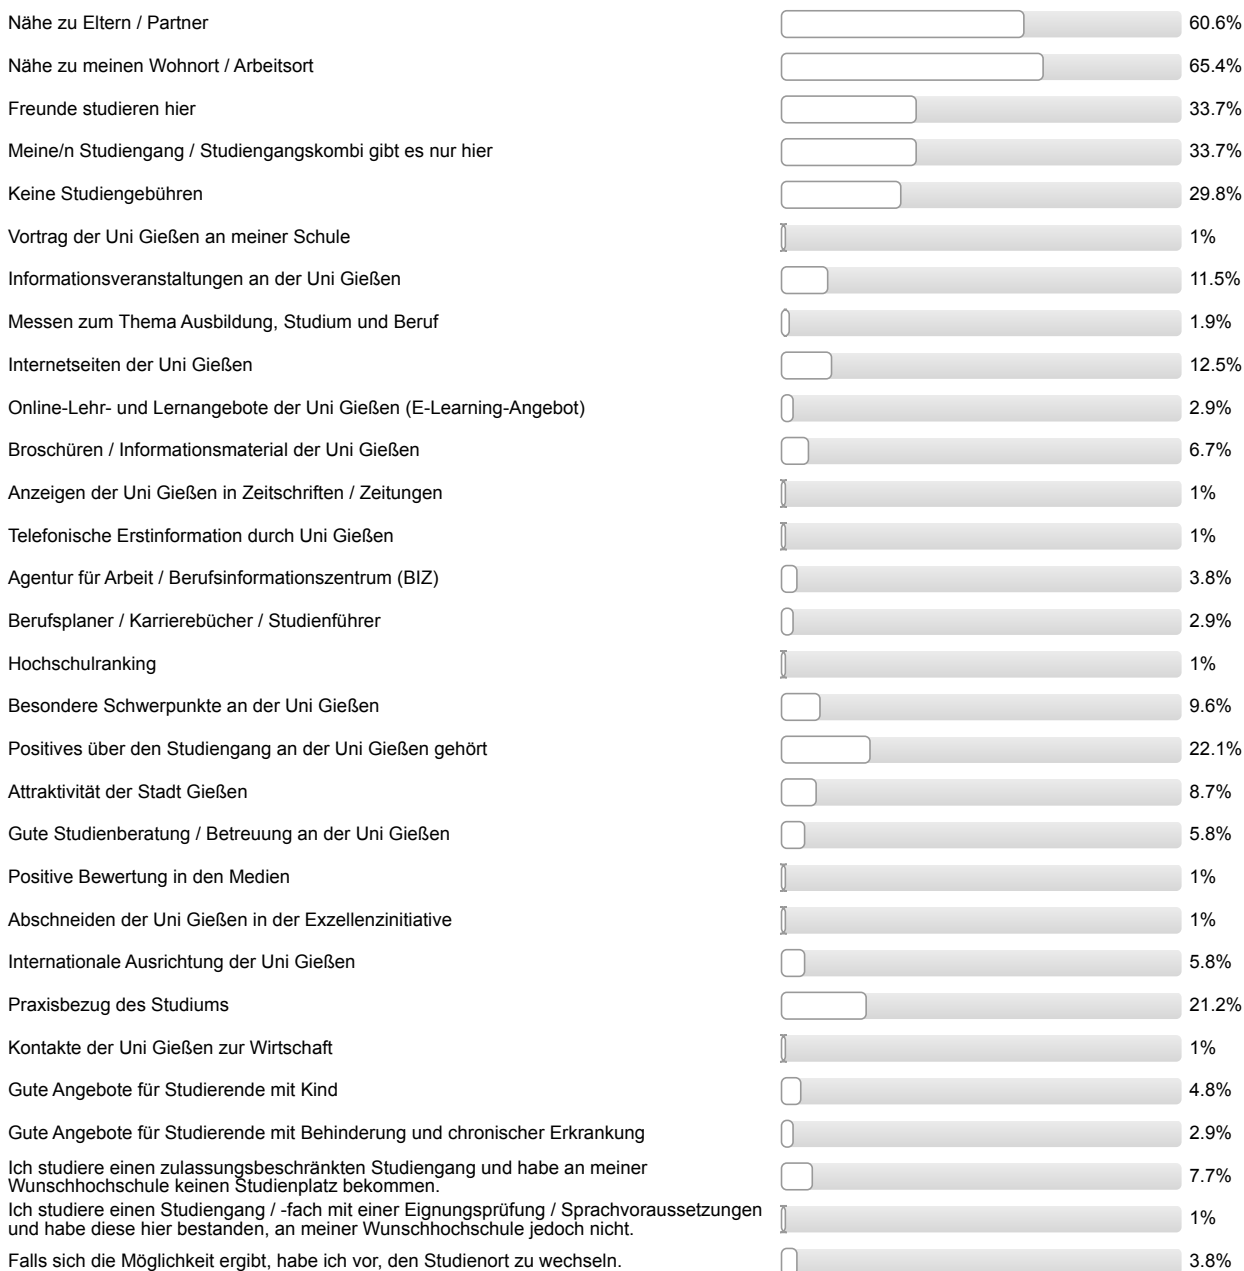 Nähe zu Eltern / Partner 60.6%
Nähe zu meinen Wohnort / Arbeitsort 65.4%
Freunde studieren hier 33.7%
Meine/n Studiengang / Studiengangskombi gibt es nur hier 33.7%
Keine Studiengebühren 29.8%
Vortrag der Uni Gießen an meiner Schule 1%
Informationsveranstaltungen an der Uni Gießen 11.5%
Messen zum Thema Ausbildung, Studium und Beruf 1.9%
Internetseiten der Uni Gießen 12.5%
Online-Lehr- und Lernangebote der Uni Gießen (E-Learning-Angebot) 2.9%
Broschüren / Informationsmaterial der Uni Gießen 6.7%
Anzeigen der Uni Gießen in Zeitschriften / Zeitungen 1%
Telefonische Erstinformation durch Uni Gießen 1%
Agentur für Arbeit / Berufsinformationszentrum (BIZ) 3.8%
Berufsplaner / Karrierebücher / Studienführer 2.9%
Hochschulranking 1%
Besondere Schwerpunkte an der Uni Gießen 9.6%
Positives über den Studiengang an der Uni Gießen gehört 22.1%
Attraktivität der Stadt Gießen 8.7%
Gute Studienberatung / Betreuung an der Uni Gießen 5.8%
Positive Bewertung in den Medien 1%
Abschneiden der Uni Gießen in der Exzellenzinitiative 1%
Internationale Ausrichtung der Uni Gießen 5.8%
Praxisbezug des Studiums 21.2%
Kontakte der Uni Gießen zur Wirtschaft 1%
Gute Angebote für Studierende mit Kind 4.8%
Gute Angebote für Studierende mit Behinderung und chronischer Erkrankung 2.9%
Ich studiere einen zulassungsbeschränkten Studiengang und habe an meiner
Wunschhochschule keinen Studienplatz bekommen. 7.7%
Ich studiere einen Studiengang / -fach mit einer Eignungsprüfung / Sprachvoraussetzungen
und habe diese hier bestanden, an meiner Wunschhochschule jedoch nicht. 1%
Falls sich die Möglichkeit ergibt, habe ich vor, den Studienort zu wechseln. 3.8%